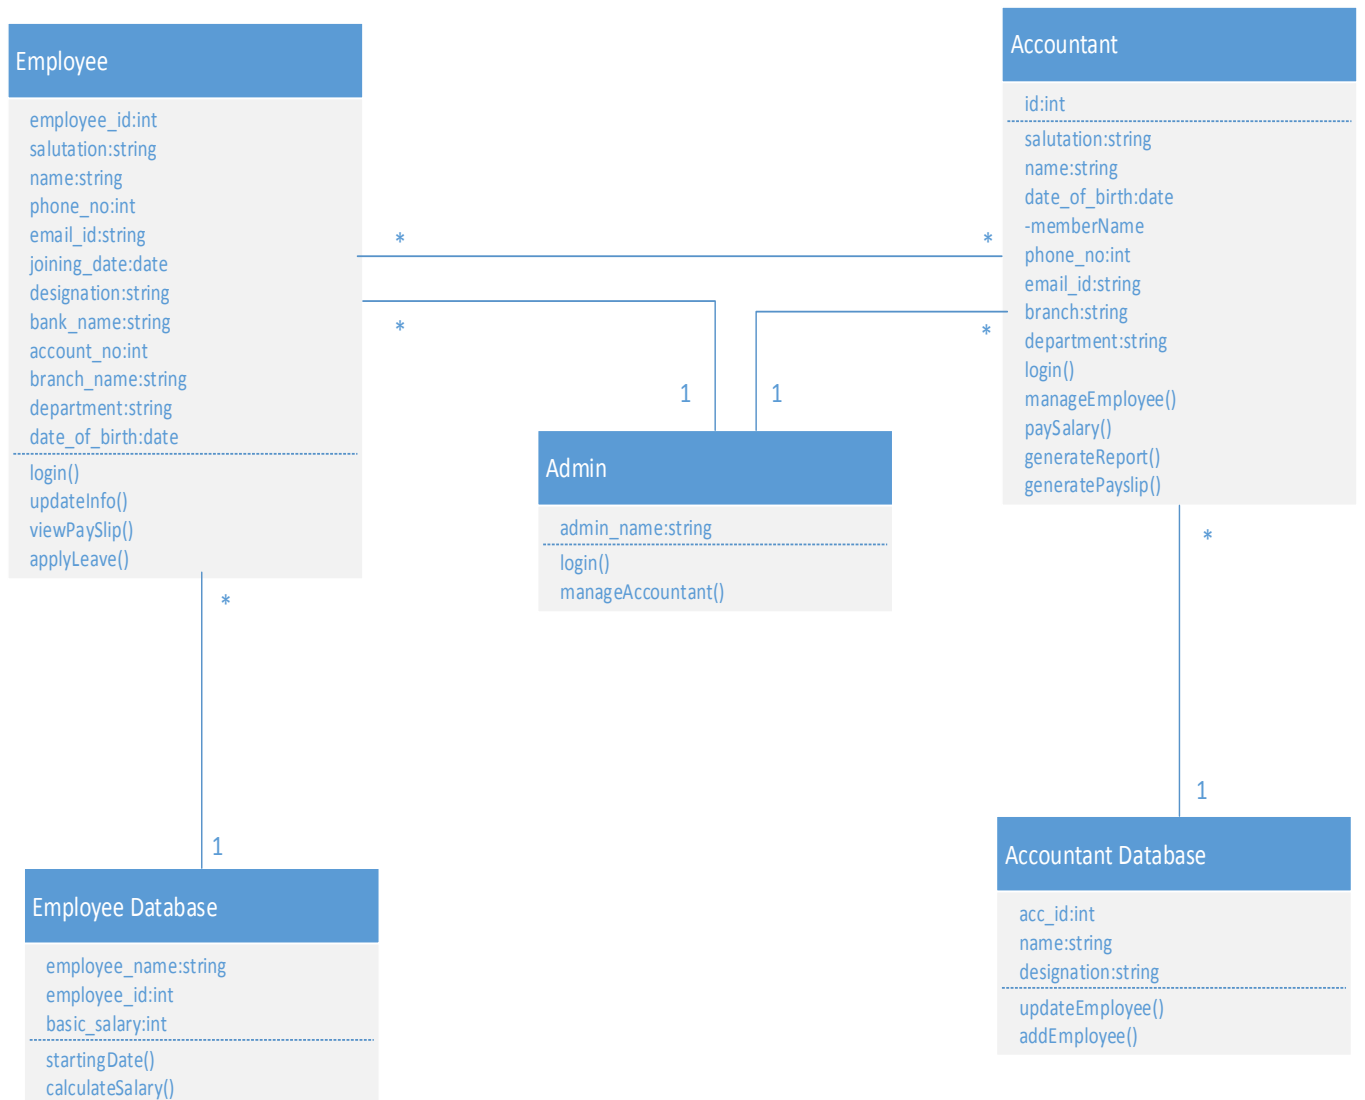 Employee
employee_id:int
salutation:string
name:string
phone_no:int
email_id:string
joining_date:date
designation:string
bank_name:string
account_no:int
branch_name:string
department:string
date_of_birth:date
login()
updateInfo()
viewPaySlip()
applyLeave()
Accountant
id:int
salutation:string
name:string
date_of_birth:date
-memberName
phone_no:int
email_id:string
branch:string
department:string
login()
manageEmployee()
paySalary()
generateReport()
generatePayslip()
*
*
*
*
1
1
Admin
admin_name:string
login()
manageAccountant()
*
1
*
1
Employee Database
employee_name:string
employee_id:int
basic_salary:int
startingDate()
calculateSalary()
Accountant Database
acc_id:int
name:string
designation:string
updateEmployee()
addEmployee()